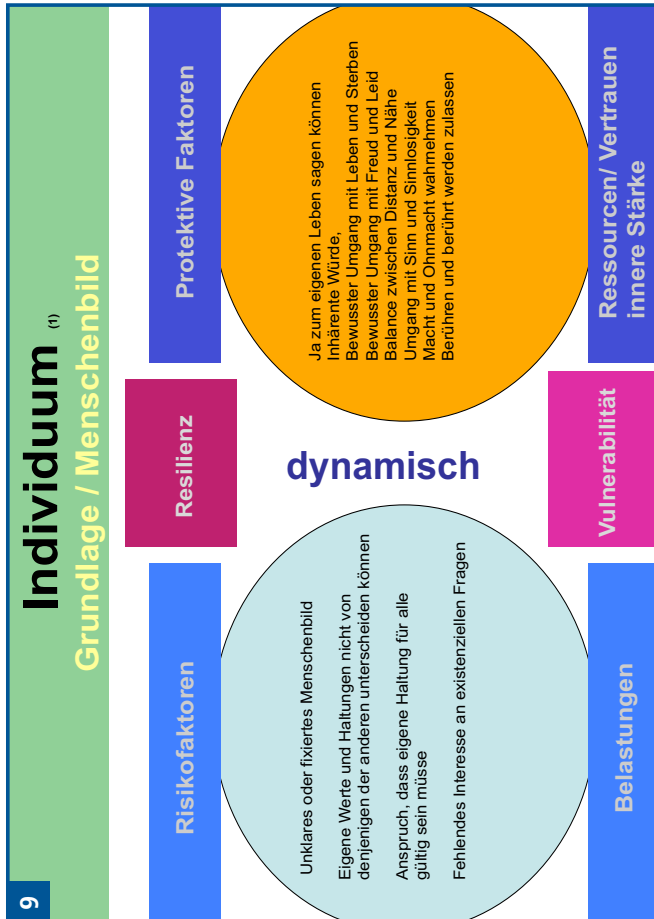 9
Individuum (1)
Grundlage / Menschenbild
Risikofaktoren
Resilienz
Protektive Faktoren
Unklares oder fixiertes Menschenbild
Eigene Werte und Haltungen nicht von
denjenigen der anderen unterscheiden können
Anspruch, dass eigene Haltung für alle
gültig sein müsse
Fehlendes Interesse an existenziellen Fragen
dynamisch
Ja zum eigenen Leben sagen können
Inhärente Würde,
Bewusster Umgang mit Leben und Sterben
Bewusster Umgang mit Freud und Leid
Balance zwischen Distanz und Nähe
Umgang mit Sinn und Sinnlosigkeit
Macht und Ohnmacht wahrnehmen
Berühren und berührt werden zulassen
Belastungen
Vulnerabilität
Ressourcen/ Vertrauen
innere Stärke